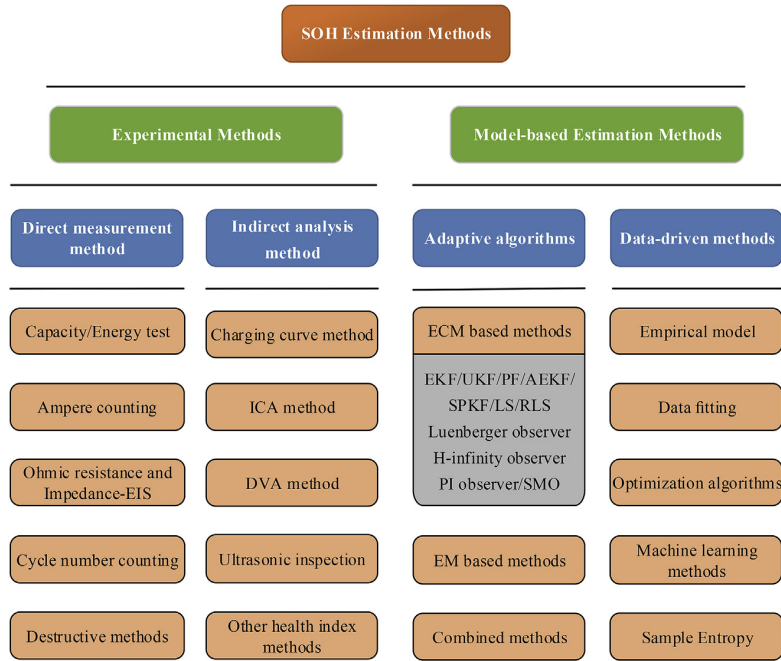 SOH Estimation Methods
Experimental Methods
Model-based Estimation Methods
Direct measurement
method
Indirect analysis
method
Adaptive algorithms
Data-driven methods
Capacity/Energy test
Ampere counting
Ohmic resistance and
Impedance-EIS
Cycle number counting
Destructive methods
Charging curve method
ICA method
DVA method
Ultrasonic inspection
Other health index
methods
ECM based methods
EKF/UKF/PF/AEKF/
SPKF/LS/RLS
Luenberger observer
H-infinity observer
PI observer/SMO
EM based methods
Combined methods
Empirical model
Data fitting
Optimization algorithms
Machine learning
methods
Sample Entropy